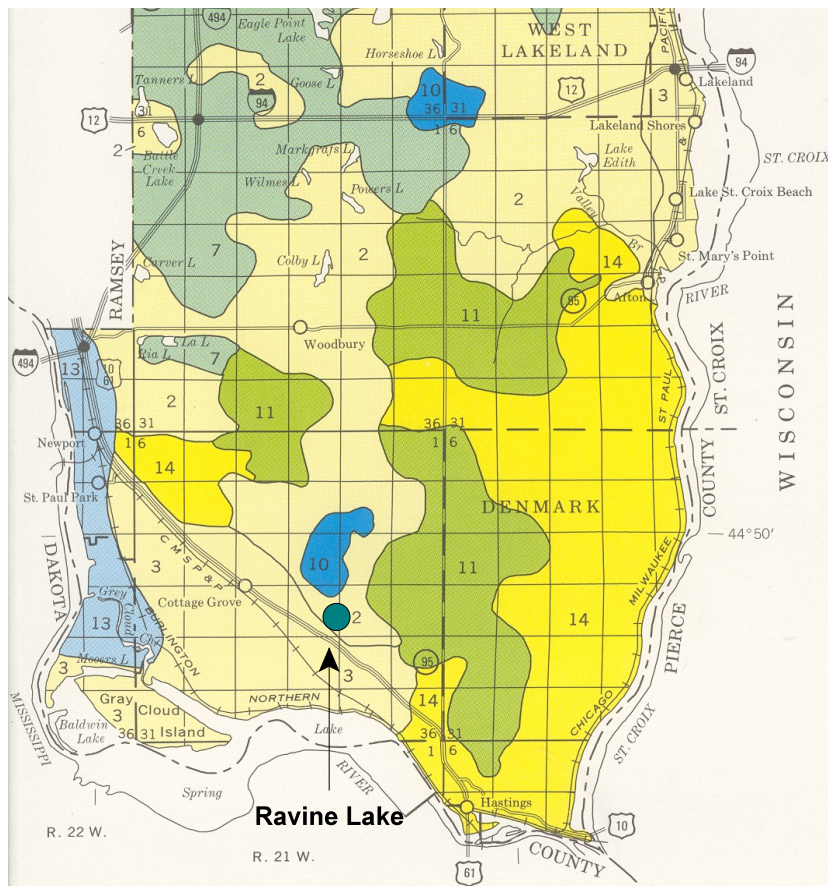 494
Eagle Point
Lake
WEST
LAKELAND
PACIFIC
Horseshoe L
Tanners L
2
Goose L
94
10
36 31
12
94
Lakeland
3
31
6
12
2
1 6
Lakeland Shores
&
Battle
Creek
Lake
Markgrafs L
Lake
Edith
ST. CROIX
Wilmes L
Powers L
2
Valley
Br
Lake St. Croix Beach
RAMSEY
7
Carver L
Colby L
2
14
St. Mary's Point
95
Afton
RIVER
11
Woodbury
ST. CROIX
WISCONSIN
494
13
10
61
La L
Ria L
7
2
11
ST PAUL
36 31
1 6
36 31
1 6
Newport
14
COUNTY
St. Paul Park
DENMARK
44°50'
DAKOTA
C M S P & P
3
10
11
MILWAUKEE
Grey
Cloud
Chl
Cottage Grove
2
14
13
BURLINGTON
PIERCE
Mooers L
3
95
3
NORTHERN
14
CHICAGO
MISSISSIPPI
Gray
Cloud
Island
3
36 31
Baldwin
Lake
Lake
36 31
1 6
ST. CROIX
RIVER
Spring
Ravine Lake
Hastings
10
R. 22 W.
R. 21 W.
61
COUNTY